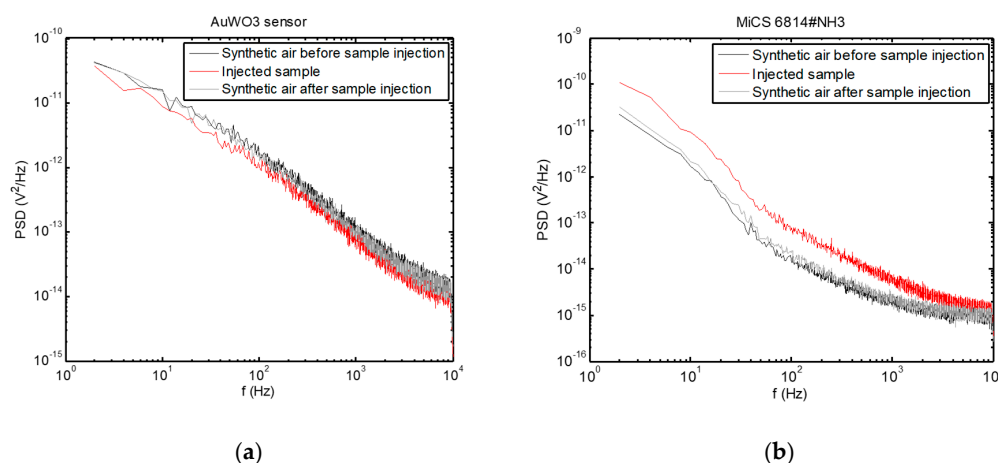 AuWO3 sensor
10^-10
10^-11
10^-12
10^-13
10^-14
10^-15
PSD (V^2/Hz)
Synthetic air before sample injection
Injected sample
Synthetic air after sample injection
10^0
10^1
10^2
10^3
10^4
f (Hz)
(a)
MiCS 6814#NH3
10^-9
10^-10
10^-11
10^-12
10^-13
10^-14
10^-15
10^-16
PSD (V^2/Hz)
Synthetic air before sample injection
Injected sample
Synthetic air after sample injection
10^0
10^1
10^2
10^3
10
f (Hz)
(b)